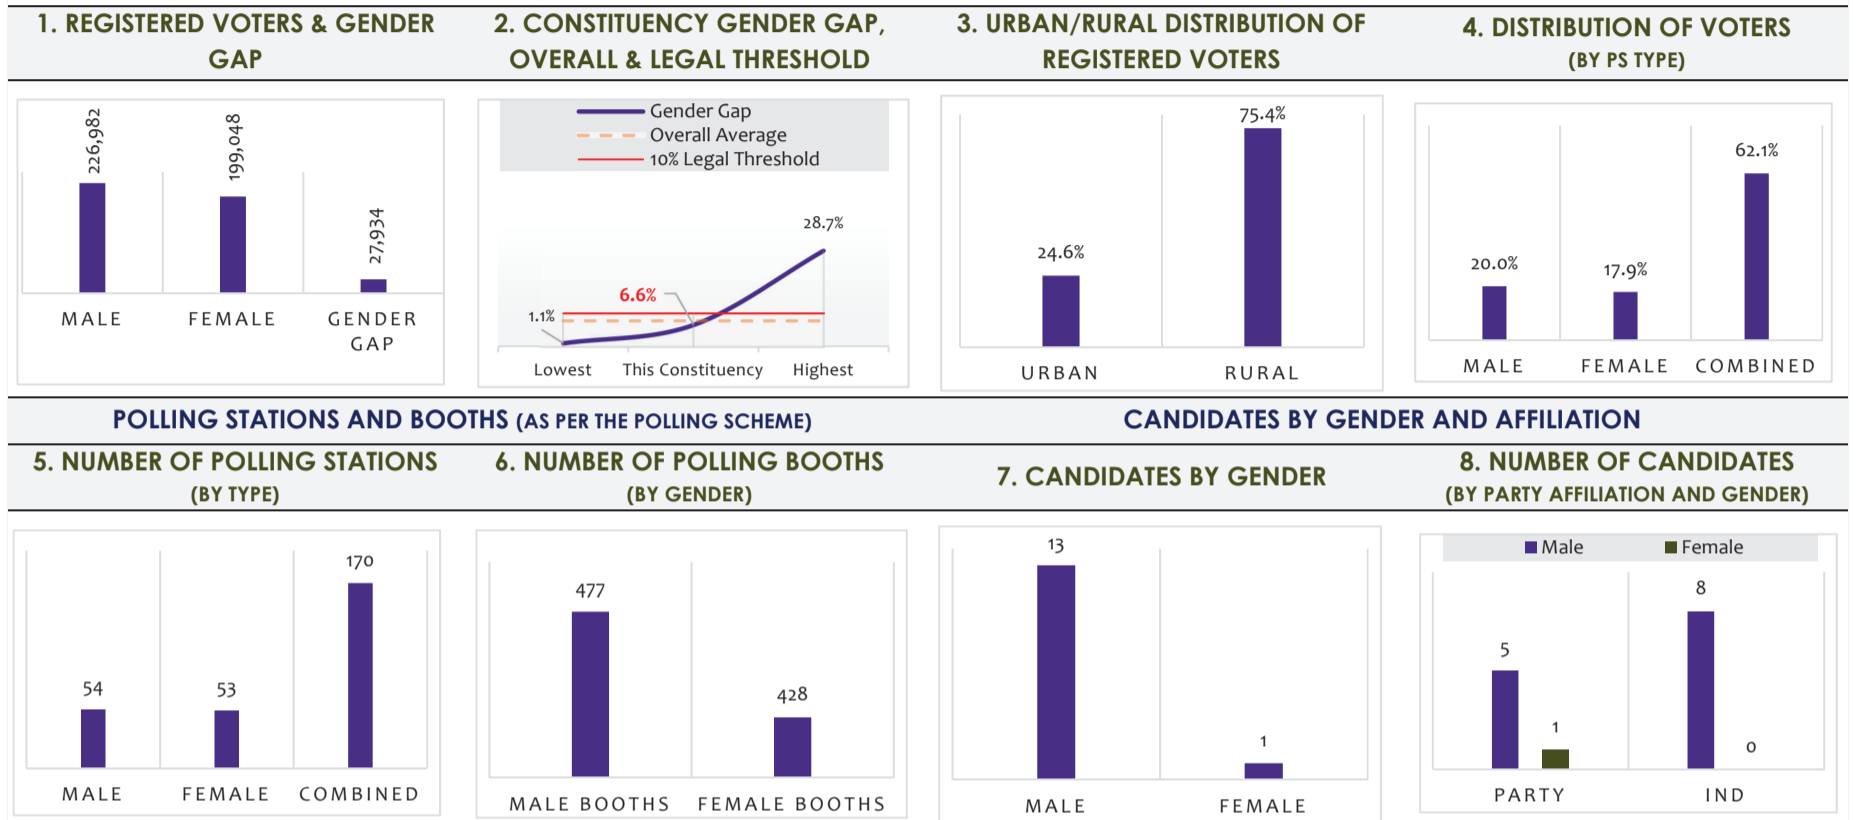 1. REGISTERED VOTERS & GENDER
GAP
226,982
199,048
27,934
MALE
FEMALE
GENDER
GAP
2. CONSTITUENCY GENDER GAP,
OVERALL & LEGAL THRESHOLD
Gender Gap
Overall Average
10% Legal Threshold
28.7%
6.6%
1.1%
Lowest
This Constituency
Highest
3. URBAN/RURAL DISTRIBUTION OF
REGISTERED VOTERS
75.4%
24.6%
URBAN
RURAL
4. DISTRIBUTION OF VOTERS
(BY PS TYPE)
62.1%
20.0%
17.9%
MALE
FEMALE
COMBINED
POLLING STATIONS AND BOOTHS (AS PER THE POLLING SCHEME)
CANDIDATES BY GENDER AND AFFILIATION
5. NUMBER OF POLLING STATIONS
(BY TYPE)
170
54
53
MALE
FEMALE
COMBINED
6. NUMBER OF POLLING BOOTHS
(BY GENDER)
477
428
MALE BOOTHS
FEMALE BOOTHS
7. CANDIDATES BY GENDER
13
1
MALE
FEMALE
8. NUMBER OF CANDIDATES
(BY PARTY AFFILIATION AND GENDER)
Male
Female
8
5
1
0
PARTY
IND